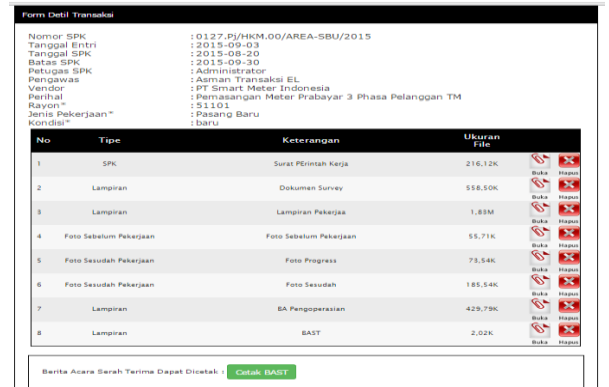 Form Detil Transaksi
Nomor SPK : 0127.Pj/HKM.00/AREA-SBU/2015
Tanggal Entri : 2015-09-03
Tanggal SPK : 2015-08-20
Batas SPK : 2015-09-30
Petugas SPK : Administrator
Pengawas : Asman Transaksi EL
Vendor : PT Smart Meter Indonesia
Perihal : Pemasangan Meter Prabayar 3 Phasa Pelanggan TM
Rayon* : 51101
Jenis Pekerjaan* : Pasang Baru
Kondisi* : baru
No Tipe Keterangan Ukuran File
1 SPK Surat PErintah Kerja 216,12K Buka Hapus
2 Lampiran Dokumen Survey 558,50K Buka Hapus
3 Lampiran Lampiran Pekerjaa 1,83M Buka Hapus
4 Foto Sebelum Pekerjaan Foto Sebelum Pekerjaan 55,71K Buka Hapus
5 Foto Sesudah Pekerjaan Foto Progress 73,54K Buka Hapus
6 Foto Sesudah Pekerjaan Foto Sesudah 185,54K Buka Hapus
7 Lampiran BA Pengoperasian 429,79K Buka Hapus
8 Lampiran BAST 2,02K Buka Hapus
Berita Acara Serah Terima Dapat Dicetak : Cetak BAST